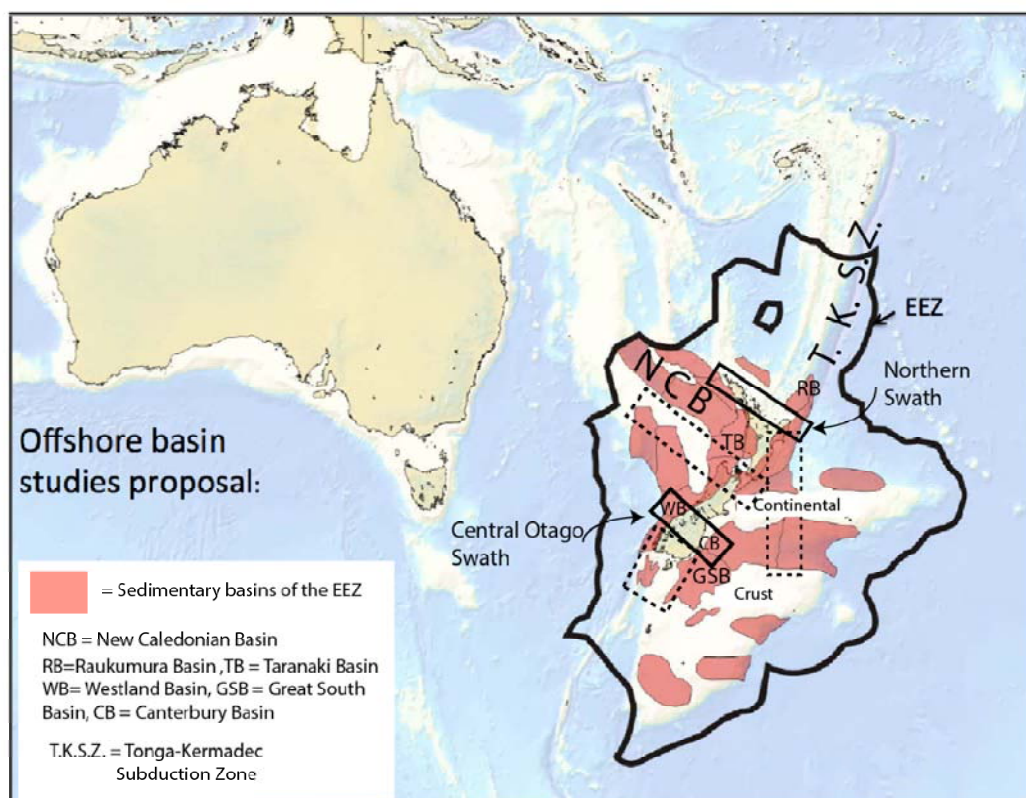 T. K. S. Z.
EEZ
NCB
RB
Northern
Swath
TB
Offshore basin
studies proposal:
WB
Continental
Central Otago
Swath
CB
GSB
Crust
= Sedimentary basins of the EEZ
NCB = New Caledonian Basin
RB=Raukumura Basin ,TB = Taranaki Basin
WB= Westland Basin, GSB = Great South
Basin, CB = Canterbury Basin
T.K.S.Z. = Tonga-Kermadec
Subduction Zone